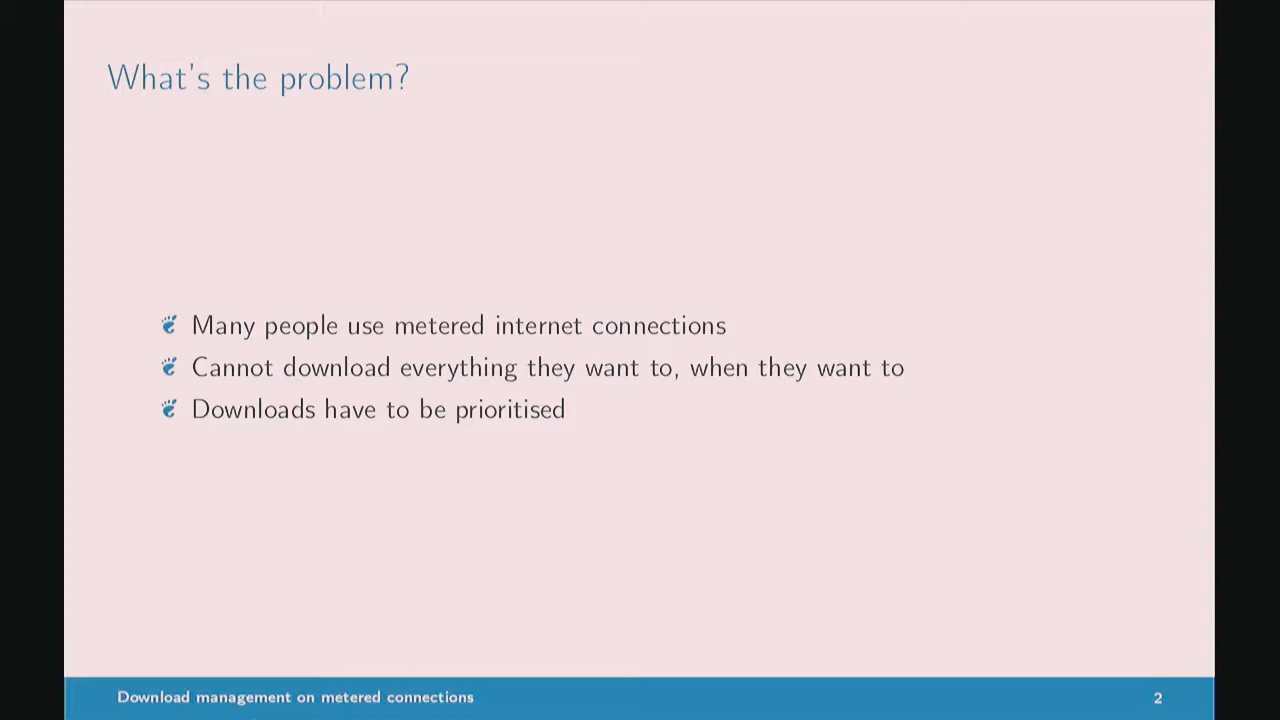 What's the problem?
Many people use metered internet connections
Cannot download everything they want to, when they want to
Downloads have to be prioritised
Download management on metered connections
2